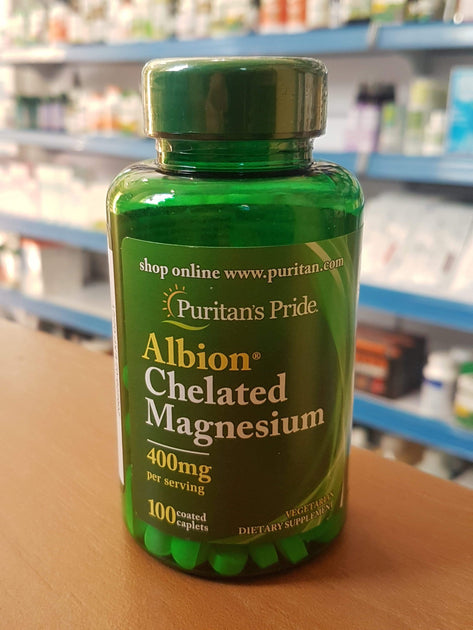 shop online www.puritan.com
Puritan's Pride®
Albion®
Chelated
Magnesium
400mg
per serving
100 coated
caplets
VEGETARIAN
DIETARY SUPPLEMENT